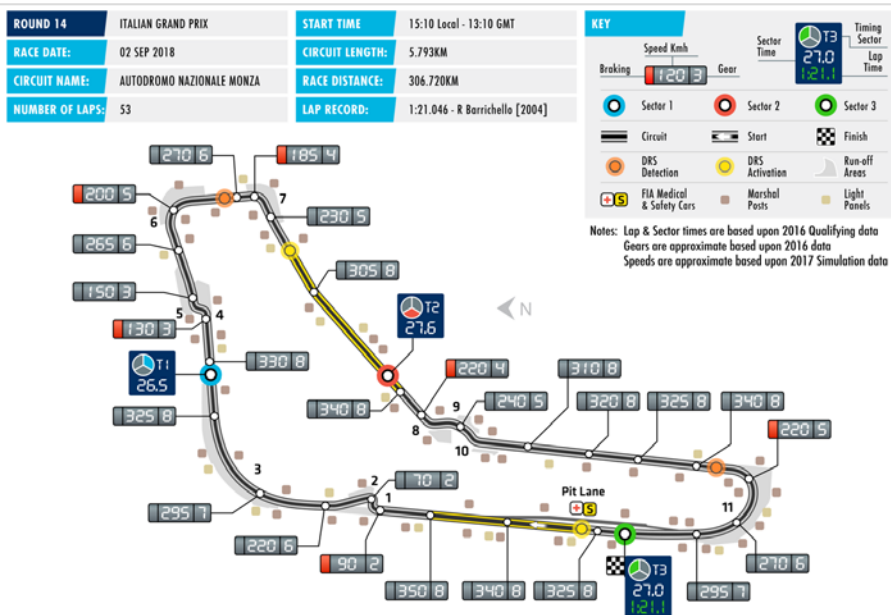 ROUND 14 ITALIAN GRAND PRIX START TIME 15:10 Local - 13:10 GMT
RACE DATE: 02 SEP 2018 CIRCUIT LENGTH: 5.793KM
CIRCUIT NAME: AUTODROMO NAZIONALE MONZA RACE DISTANCE: 306.720KM
NUMBER OF LAPS: 53 LAP RECORD: 1:21.046 - R Barrichello [2004]
KEY
Speed Kmh
Braking 120 3 Gear
Sector Time
T3
27.0
1:21.1
Timing Sector
Lap Time
Sector 1 Sector 2 Sector 3
Circuit Start Finish
DRS Detection DRS Activation Run-off Areas
S FIA Medical & Safety Cars Marshal Posts Light Panels
Notes: Lap & Sector times are based upon 2016 Qualifying data
Gears are approximate based upon 2016 data
Speeds are approximate based upon 2017 Simulation data
270 6
185 4
200 5
7
6
230 5
265 6
305 8
150 3
N
5
4
T2
27.6
130 3
330 8
T1
26.5
220 4
310 8
340 8
9
240 5
320 8
325 8
340 8
325 8
8
10
220 5
3
2
70 2
1
Pit Lane
S
11
295 7
220 6
90 2
350 8
340 8
325 8
T3
27.0
1:21.1
295 7
270 6